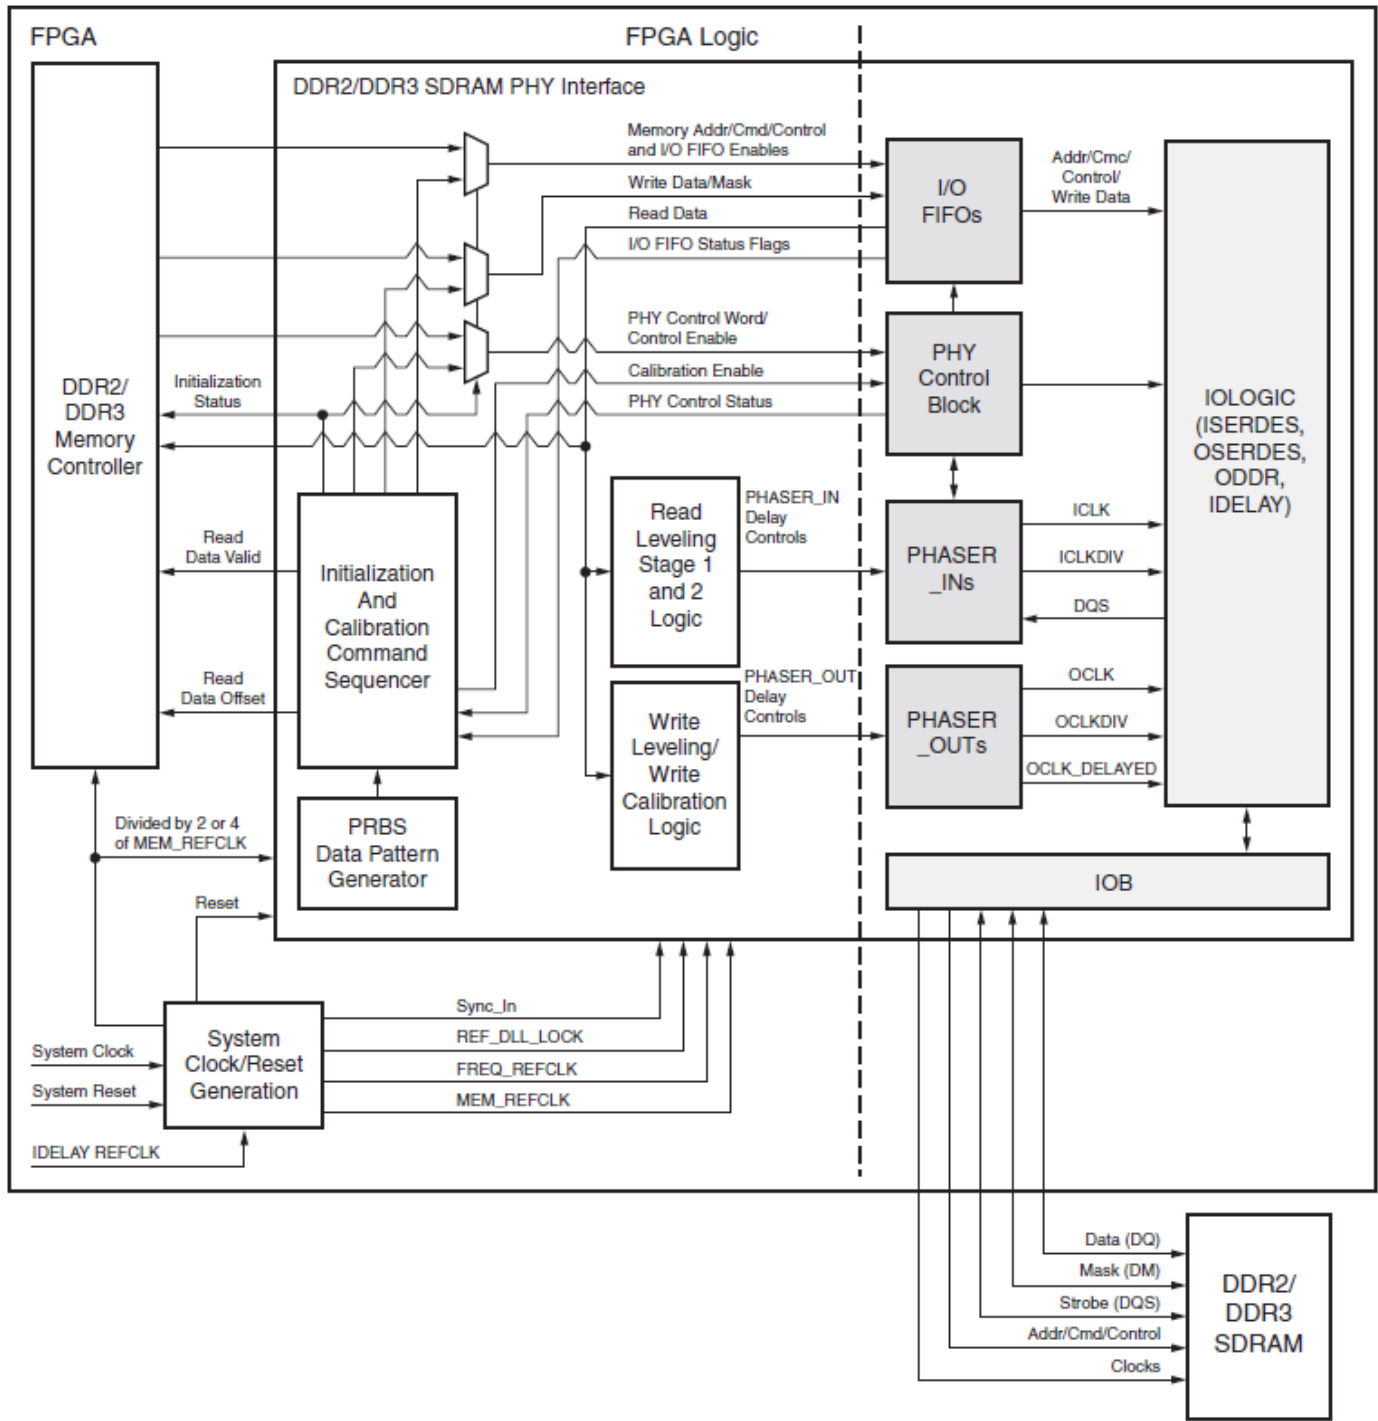 FPGA
FPGA Logic
DDR2/DDR3 SDRAM PHY Interface
Memory Addr/Cmd/Control
and I/O FIFO Enables
Write Data/Mask
Read Data
I/O FIFO Status Flags
I/O
FIFOs
Addr/Cmc/
Control/
Write Data
PHY Control Word/
Control Enable
Calibration Enable
PHY Control Status
PHY
Control
Block
DDR2/
DDR3
Memory
Controller
Initialization
Status
IOLOGIC
(ISERDES,
OSERDES,
ODDR,
IDELAY)
Read
Data Valid
Read
Data Offset
Initialization
And
Calibration
Command
Sequencer
Read
Leveling
Stage 1
and 2
Logic
PHASER_IN
Delay
Controls
PHASER
_INs
ICLK
ICLKDIV
DQS
Write
Leveling/
Write
Calibration
Logic
PHASER_OUT
Delay
Controls
PHASER
_OUTs
OCLK
OCLKDIV
OCLK_DELAYED
Divided by 2 or 4
of MEM_REFCLK
PRBS
Data Pattern
Generator
IOB
Reset
System Clock
System Reset
IDELAY REFCLK
System
Clock/Reset
Generation
Sync_In
REF_DLL_LOCK
FREQ_REFCLK
MEM_REFCLK
Data (DQ)
Mask (DM)
Strobe (DQS)
Addr/Cmd/Control
Clocks
DDR2/
DDR3
SDRAM